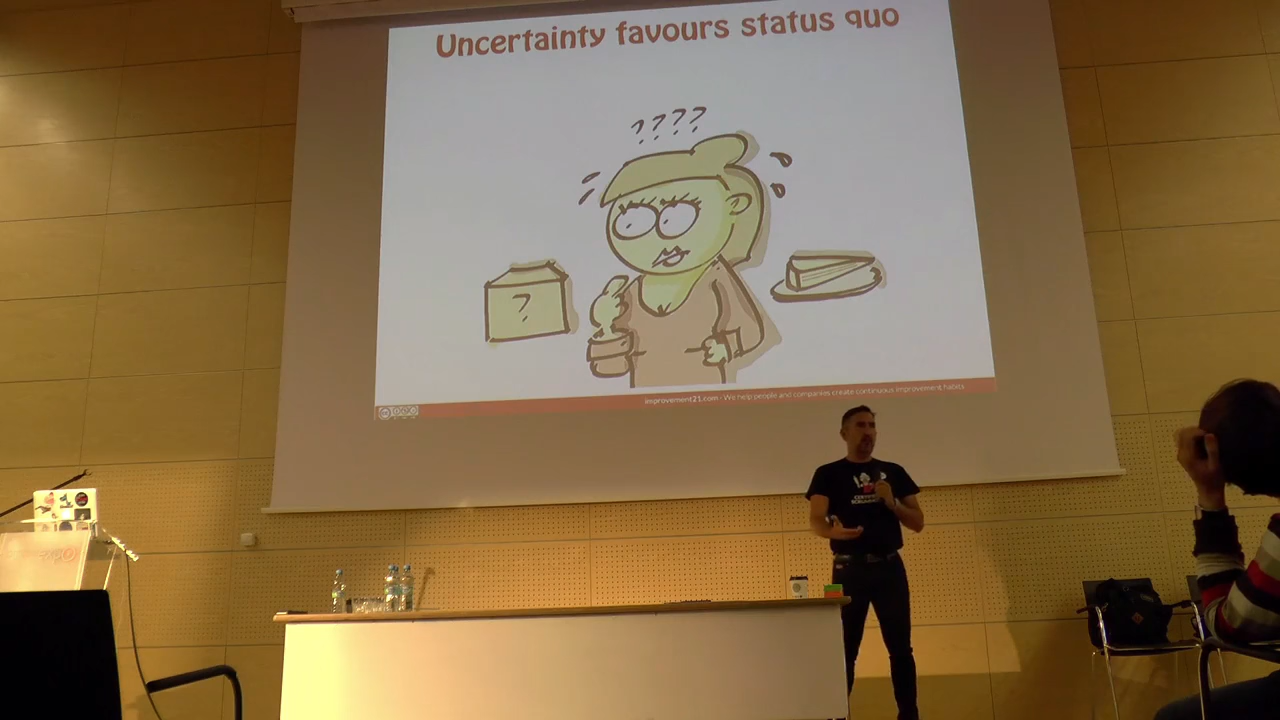 Uncertainty favours status quo
????
?
improvement21.com - We help people and companies create continuous improvement habits